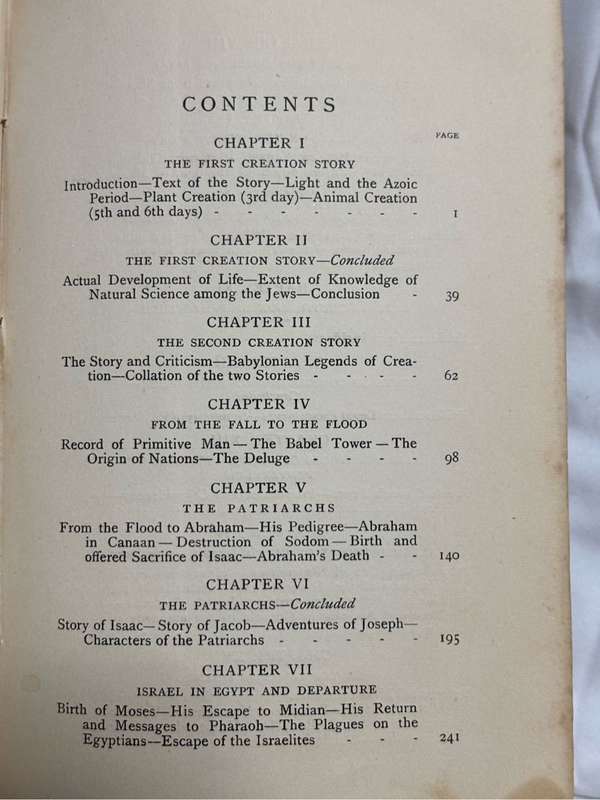 CONTENTS
PAGE
CHAPTER I
THE FIRST CREATION STORY
Introduction—Text of the Story—Light and the Azoic
Period—Plant Creation (3rd day)—Animal Creation
(5th and 6th days) - - - - - - - 1
CHAPTER II
THE FIRST CREATION STORY—Concluded
Actual Development of Life—Extent of Knowledge of
Natural Science among the Jews—Conclusion - 39
CHAPTER III
THE SECOND CREATION STORY
The Story and Criticism—Babylonian Legends of Crea-
tion—Collation of the two Stories - - - - 62
CHAPTER IV
FROM THE FALL TO THE FLOOD
Record of Primitive Man—The Babel Tower—The
Origin of Nations—The Deluge - - - - 98
CHAPTER V
THE PATRIARCHS
From the Flood to Abraham—His Pedigree—Abraham
in Canaan—Destruction of Sodom—Birth and
offered Sacrifice of Isaac—Abraham's Death - - 140
CHAPTER VI
THE PATRIARCHS—Concluded
Story of Isaac—Story of Jacob—Adventures of Joseph—
Characters of the Patriarchs - - - - - 195
CHAPTER VII
ISRAEL IN EGYPT AND DEPARTURE
Birth of Moses—His Escape to Midian—His Return
and Messages to Pharaoh—The Plagues on the
Egyptians—Escape of the Israelites - - - 241